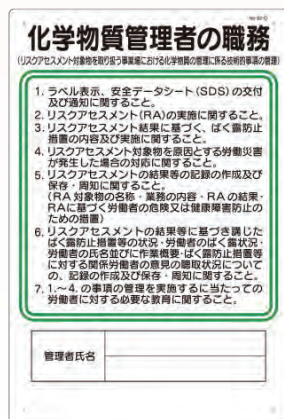 化学物質管理者の職務
(リスクアセスメント対象物を取り扱う事業場における化学物質の管理に係る技術的事項の管理)
1. ラベル表示、安全データシート(SDS)の交付
及び通知に関すること。
2. リスクアセスメント(RA)の実施に関すること。
3. リスクアセスメント結果に基づく、ばく露防止
措置の内容及び実施に関すること。
4. リスクアセスメント対象物を原因とする労働災害
が発生した場合の対応に関すること。
5. リスクアセスメントの結果等の記録の作成及び
保存・周知に関すること。
(RA対象物の名称・業務の内容・RAの結果・
RAに基づく労働者の危険又は健康障害防止の
ための措置)
6. リスクアセスメントの結果等に基づき講じた
ばく露防止措置等の状況・労働者のばく露状況・
労働者の氏名並びに作業概要・ばく露防止措置等
に対する関係労働者の意見の聴取状況について
の、記録の作成及び保存・周知に関すること。
7. 1.～4.の事項の管理を実施するに当たっての
労働者に対する必要な教育に関すること。
管理者氏名